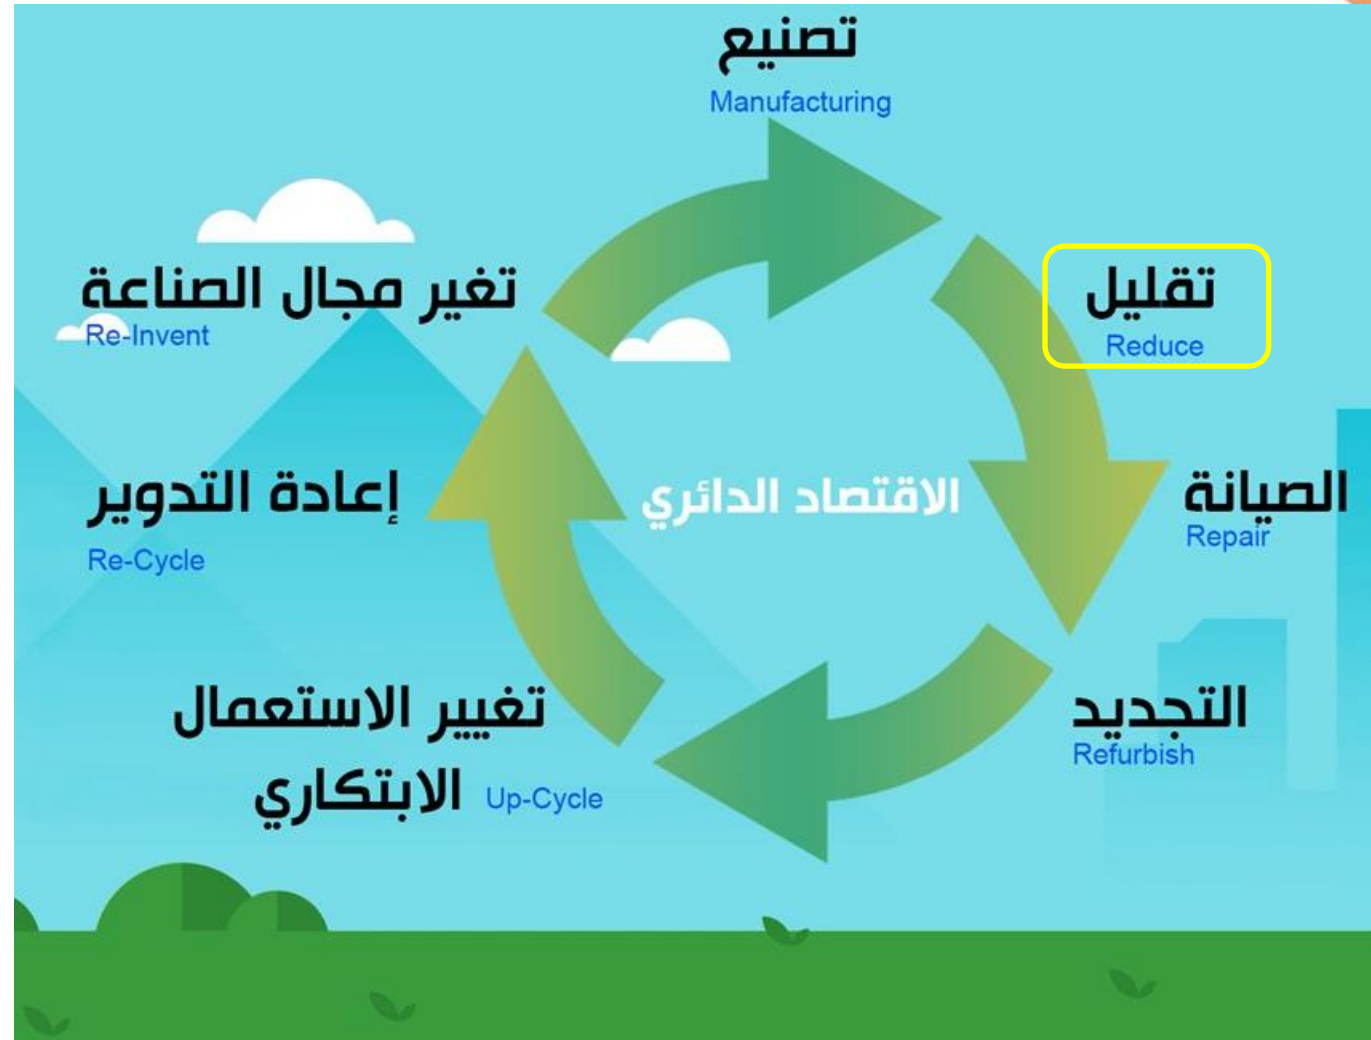 تصنيع
Manufacturing
تقليل
Reduce
الصيانة
Repair
التجديد
Refurbish
تغيير الاستعمال
الابتكاري Up-Cycle
إعادة التدوير
Re-Cycle
تغير مجال الصناعة
Re-Invent
الاقتصاد الدائري